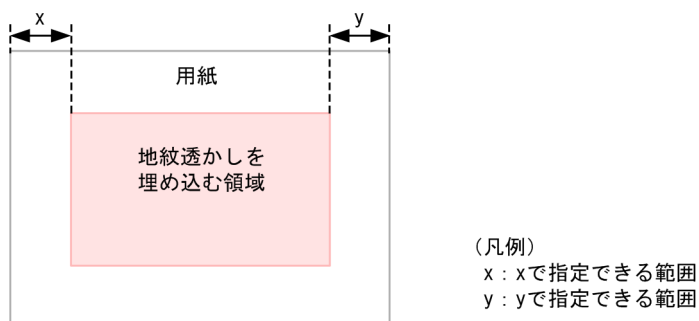 x
y
用紙
地紋透かしを
埋め込む領域
（凡例）
x：xで指定できる範囲
y：yで指定できる範囲